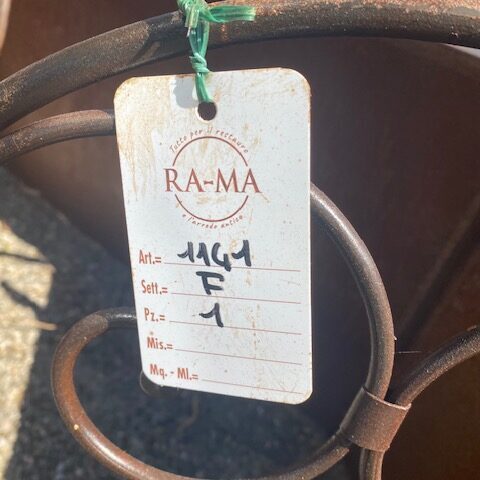 Tutto per il restauro
RA-MA
e l'arredo antico
Art.= 1141
Sett.= F
Pz.= 1
Mis.=
Mq. - Ml.=